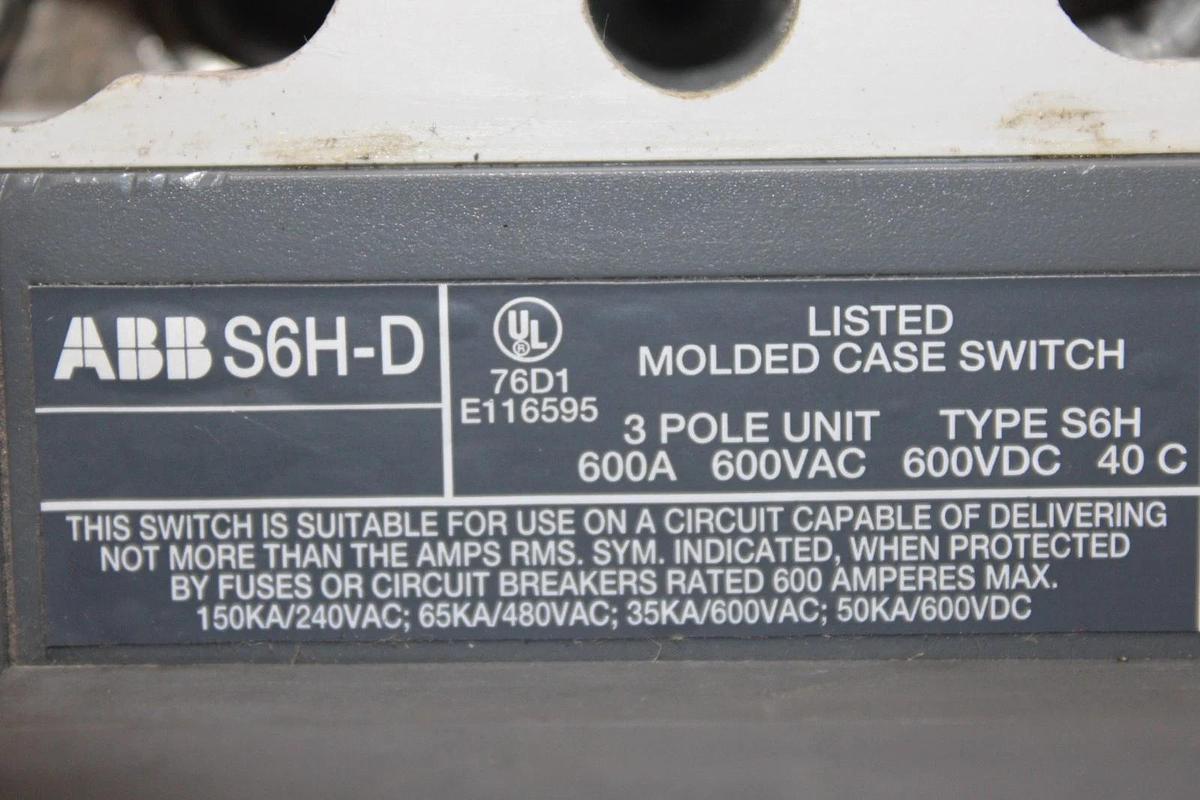 ABB S6H-D
UL
®
76D1
E116595
LISTED
MOLDED CASE SWITCH
3 POLE UNIT TYPE S6H
600A 600VAC 600VDC 40 C
THIS SWITCH IS SUITABLE FOR USE ON A CIRCUIT CAPABLE OF DELIVERING
NOT MORE THAN THE AMPS RMS. SYM. INDICATED, WHEN PROTECTED
BY FUSES OR CIRCUIT BREAKERS RATED 600 AMPERES MAX.
150KA/240VAC; 65KA/480VAC; 35KA/600VAC; 50KA/600VDC